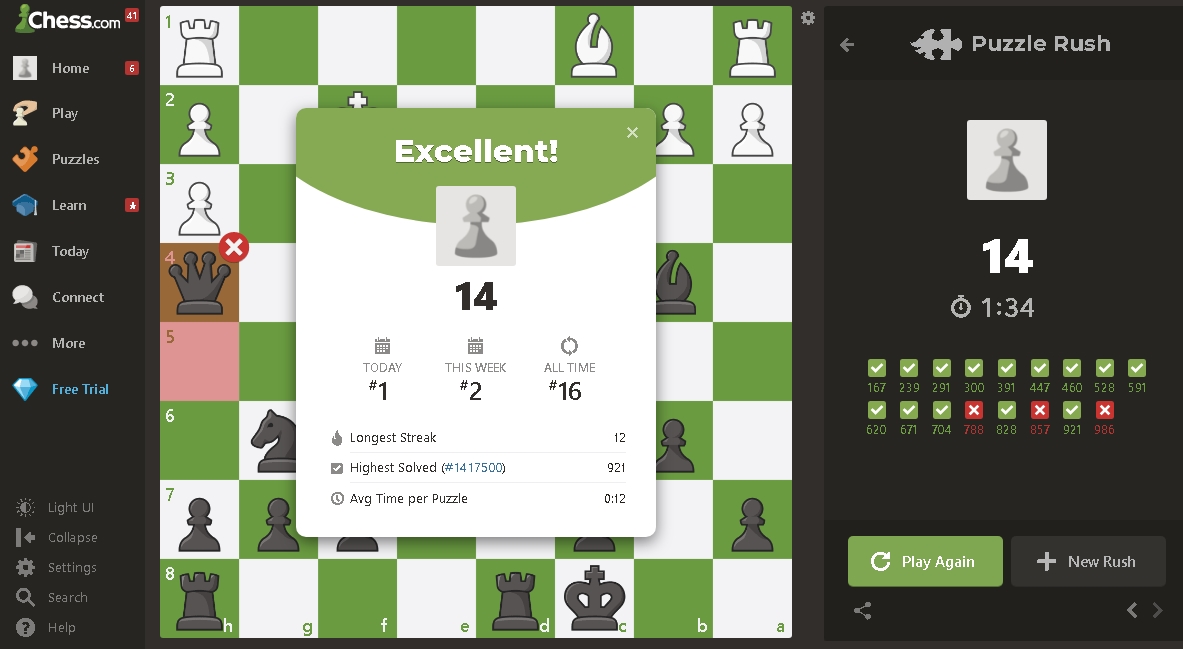 Chess.com 41
Home 6
Play
Puzzles
Learn
Today
Connect
More
Free Trial
Light UI
Collapse
Settings
Search
Help
1
2
3
4
5
6
7
8
h g f e d c b a
Excellent!
14
TODAY THIS WEEK ALL TIME
#1 #2 #16
Longest Streak 12
Highest Solved (#1417500) 921
Avg Time per Puzzle 0:12
Puzzle Rush
14
1:34
167 239 291 300 391 447 460 528 591
620 671 704 788 828 857 921 986
Play Again
New Rush